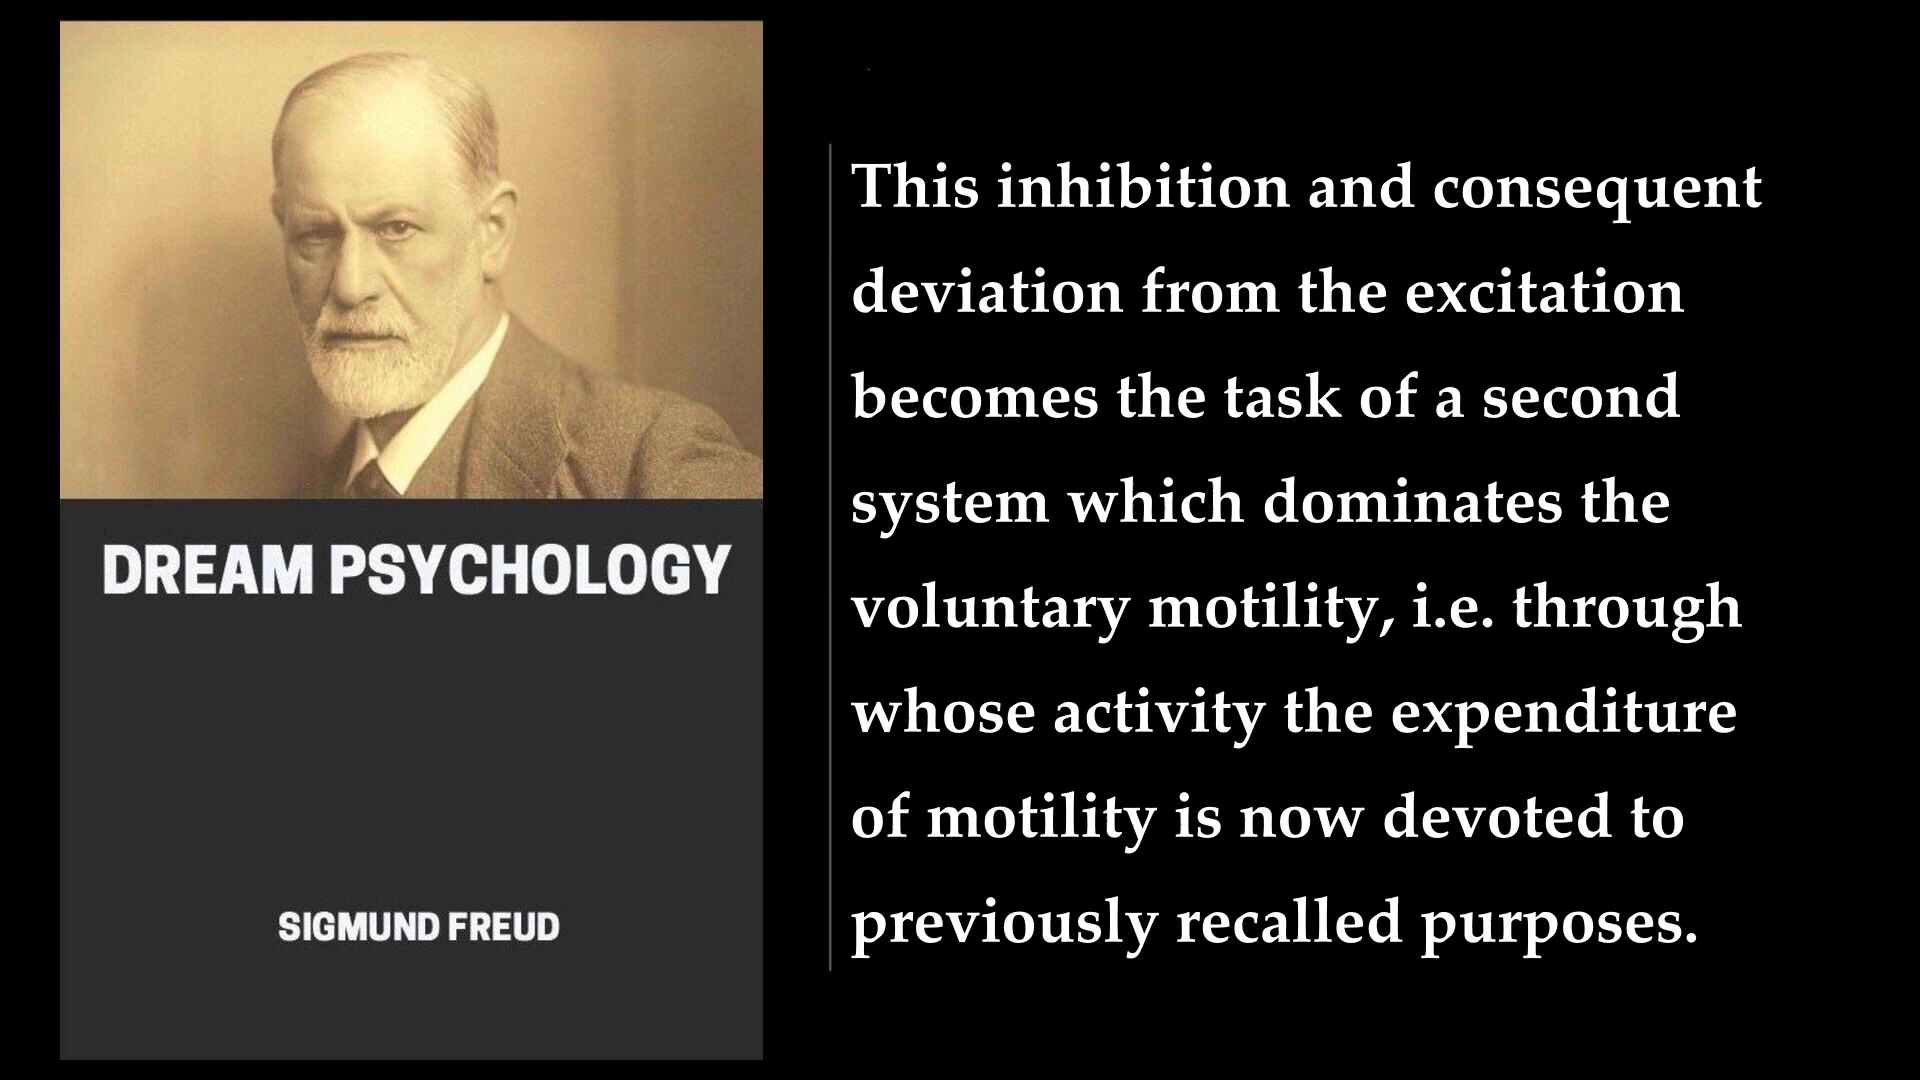 DREAM PSYCHOLOGY
SIGMUND FREUD
This inhibition and consequent
deviation from the excitation
becomes the task of a second
system which dominates the
voluntary motility, i.e. through
whose activity the expenditure
of motility is now devoted to
previously recalled purposes.